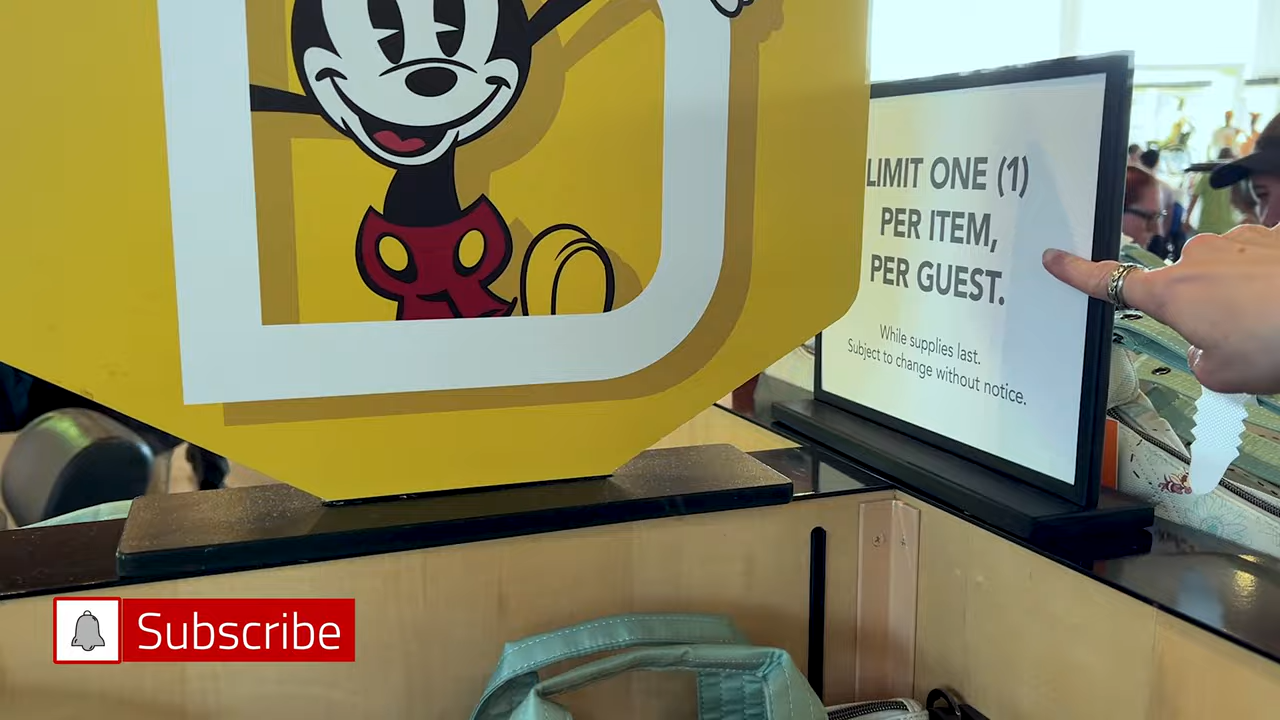 LIMIT ONE (1)
PER ITEM,
PER GUEST.
While supplies last.
Subject to change without notice.
Subscribe